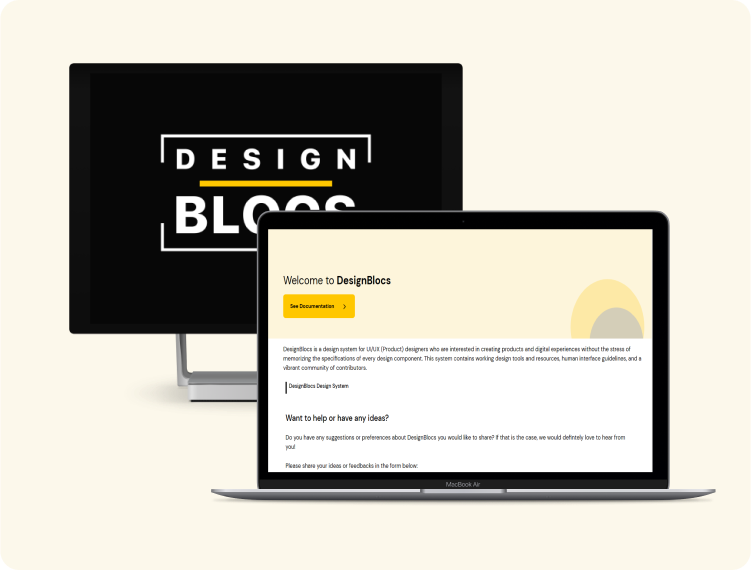 DESIGN
BLOCS
Welcome to DesignBlocs
See Documentation
DesignBlocs is a design system for UI/UX (Product) designers who are interested in creating products and digital experiences without the stress of
memorizing the specifications of every design component. This system contains working design tools and resources, human interface guidelines, and a
vibrant community of contributors.
DesignBlocs Design System
Want to help or have any ideas?
Do you have any suggestions or preferences about DesignBlocs you would like to share? If that is the case, we would defintely love to hear from
you!
Please share your ideas or feedbacks in the form below:
MacBook Air